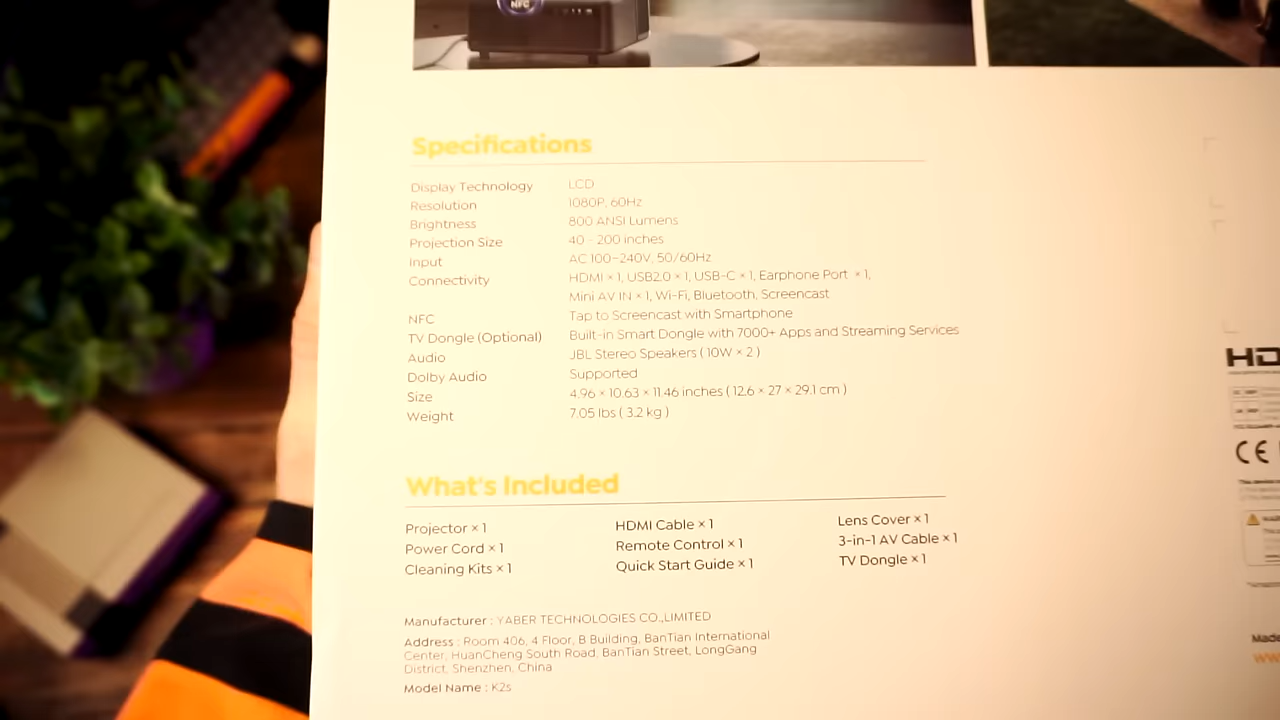 NFC
Specifications
Display Technology LCD
Resolution 1080P, 60Hz
Brightness 800 ANSI Lumens
Projection Size 40 - 200 inches
Input AC 100-240V, 50/60Hz
Connectivity HDMI × 1, USB2.0 × 1, USB-C × 1, Earphone Port × 1,
Mini AV IN × 1, Wi-Fi, Bluetooth, Screencast
NFC Tap to Screencast with Smartphone
TV Dongle (Optional) Built-in Smart Dongle with 7000+ Apps and Streaming Services
Audio JBL Stereo Speakers ( 10W × 2 )
Dolby Audio Supported
Size 4.96 × 10.63 × 11.46 inches ( 12.6 × 27 × 29.1 cm )
Weight 7.05 lbs ( 3.2 kg )
What's Included
Projector × 1 HDMI Cable × 1 Lens Cover × 1
Power Cord × 1 Remote Control × 1 3-in-1 AV Cable × 1
Cleaning Kits × 1 Quick Start Guide × 1 TV Dongle × 1
Manufacturer : YABER TECHNOLOGIES CO.,LIMITED
Address : Room 406, 4 Floor, B Building, BanTian International
Center, HuanCheng South Road, BanTian Street, LongGang
District, Shenzhen, China
Model Name : K2s
HD
CE
Made